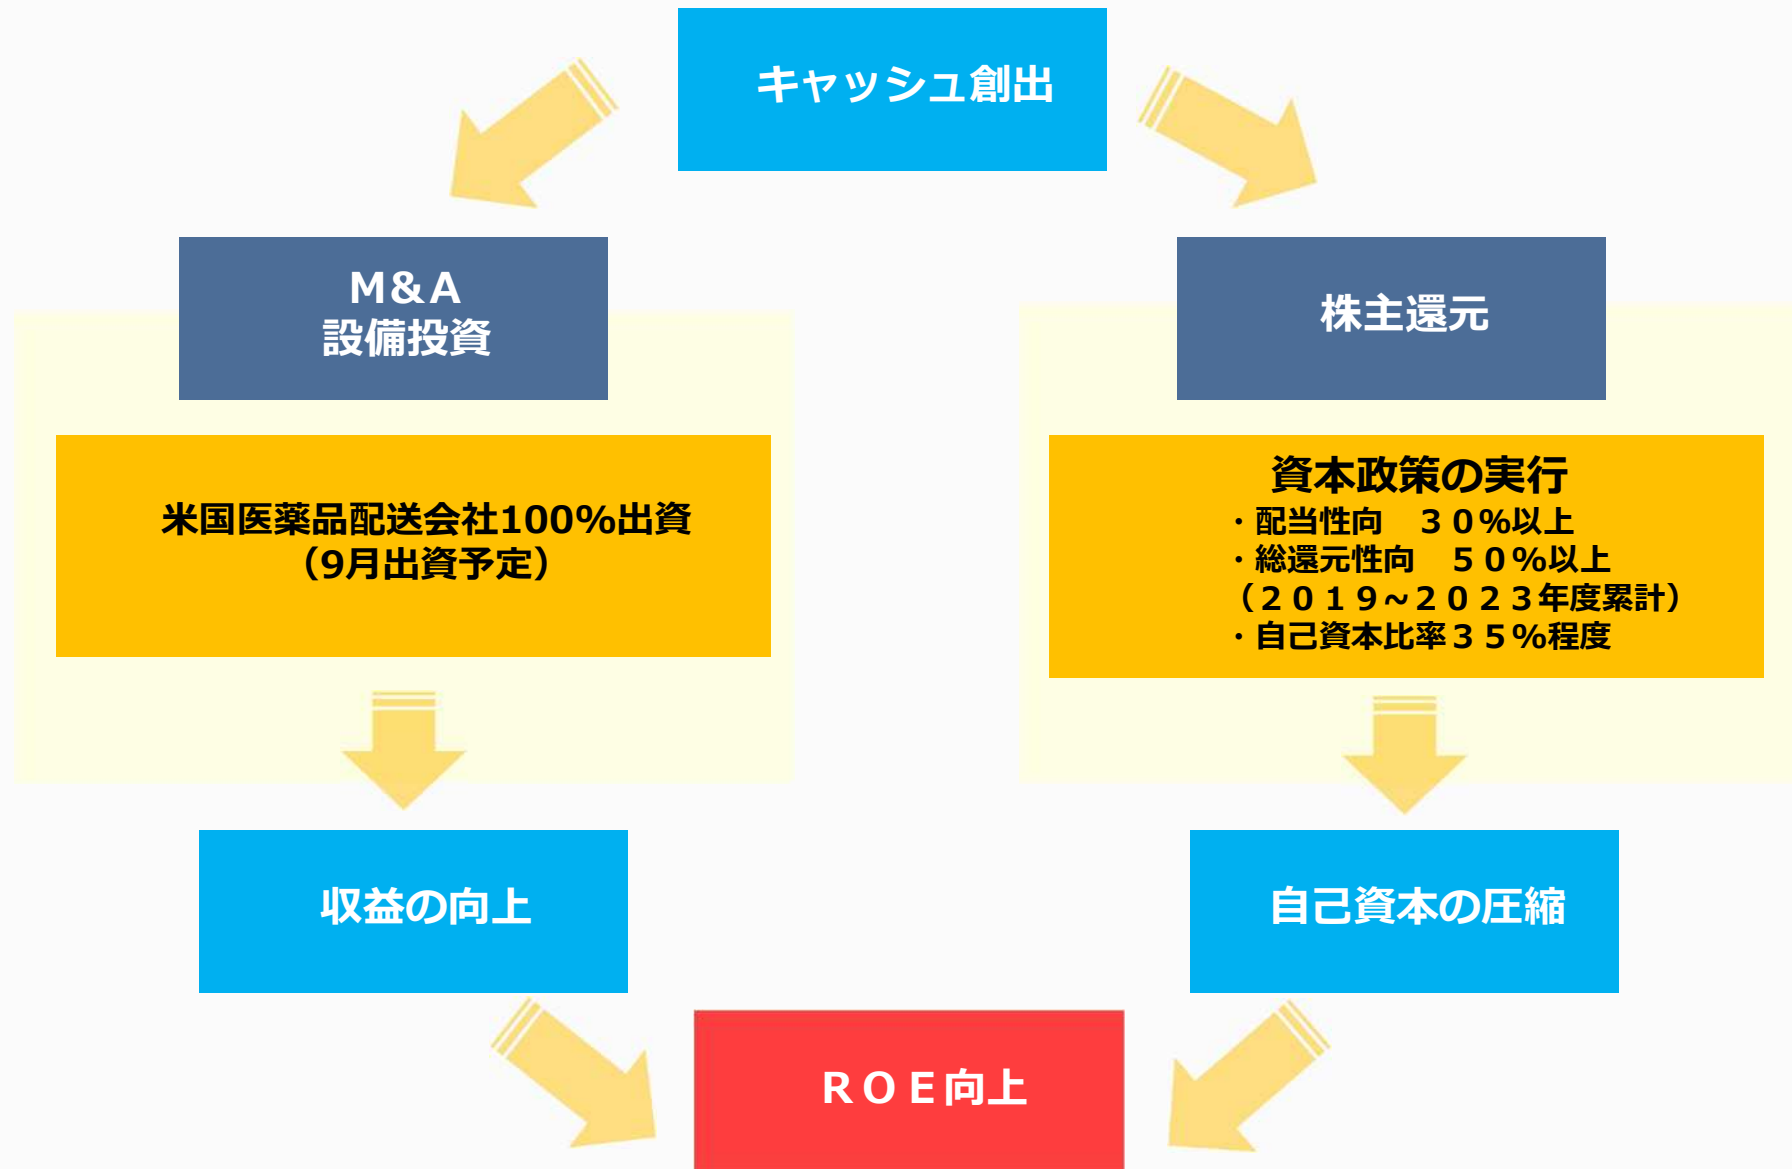 キャッシュ創出
M&A
設備投資
株主還元
米国医薬品配送会社100%出資
（9月出資予定）
資本政策の実行
・配当性向　３０%以上
・総還元性向　５０%以上
（２０１９~２０２３年度累計）
・自己資本比率３５%程度
収益の向上
自己資本の圧縮
ＲＯＥ向上